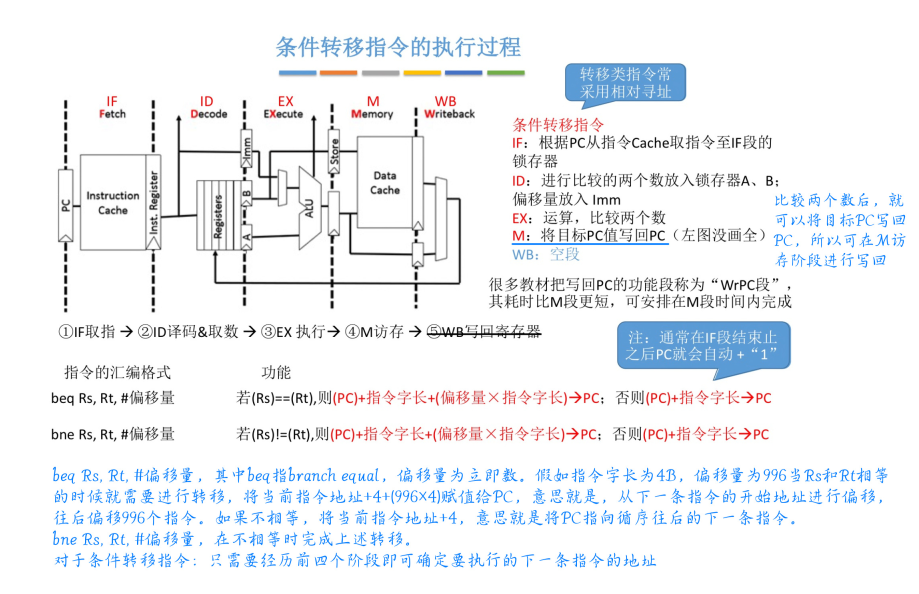 条件转移指令的执行过程
转移类指令常
采用相对寻址
IF
ID
EX
M
WB
Fetch
Decode
EXecute
Memory
Writeback
PC
Instruction
Cache
Inst. Register
Registers
Imm
B
A
ALU
Store
Data
Cache
条件转移指令
IF：根据PC从指令Cache取指令至IF段的
锁存器
ID：进行比较的两个数放入锁存器A、B；
偏移量放入 Imm
EX：运算，比较两个数
M：将目标PC值写回PC（左图没画全）
WB：空段
比较两个数后，就
可以将目标PC写回
PC，所以可在M访
存阶段进行写回
很多教材把写回PC的功能段称为“WrPC段”，
其耗时比M段更短，可安排在M段时间内完成
①IF取指 → ②ID译码&取数 → ③EX 执行→ ④M访存 → ⑤WB写回寄存器
注：通常在IF段结束止
之后PC就会自动 +“1”
指令的汇编格式 功能
beq Rs, Rt, #偏移量 若(Rs)==(Rt),则(PC)+指令字长+(偏移量×指令字长)→PC；否则(PC)+指令字长→PC
bne Rs, Rt, #偏移量 若(Rs)!=(Rt),则(PC)+指令字长+(偏移量×指令字长)→PC；否则(PC)+指令字长→PC
beq Rs, Rt, #偏移量，其中beq指branch equal，偏移量为立即数。假如指令字长为4B，偏移量为996当Rs和Rt相等
的时候就需要进行转移，将当前指令地址+4+(996×4)赋值给PC，意思就是，从下一条指令的开始地址进行偏移，
往后偏移996个指令。如果不相等，将当前指令地址+4，意思就是将PC指向循序往后的下一条指令。
bne Rs, Rt, #偏移量，在不相等时完成上述转移。
对于条件转移指令：只需要经历前四个阶段即可确定要执行的下一条指令的地址